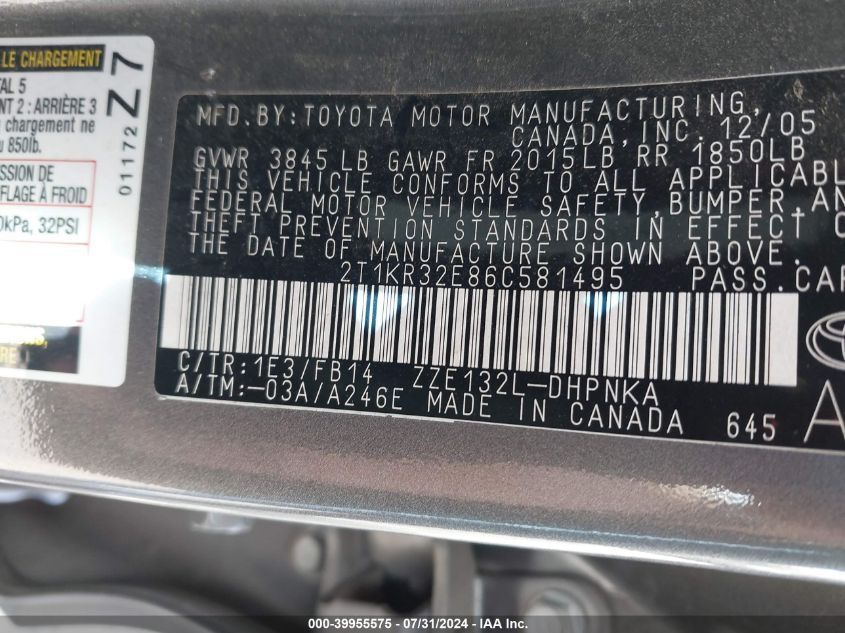 LE CHARGEMENT
TAL 5
NT 2 : ARRIÈRE 3
u chargement ne
u 850lb.
ESSION DE
FLAGE À FROID
0kPa, 32PSI
01172 Z7
MFD. BY: TOYOTA MOTOR MANUFACTURING,
CANADA, INC. 12/05
GVWR 3845 LB GAWR FR 2015LB RR 1850LB
THIS VEHICLE CONFORMS TO ALL APPLICABL
FEDERAL MOTOR VEHICLE SAFETY, BUMPER, AN
THEFT PREVENTION STANDARDS IN EFFECT O
THE DATE OF MANUFACTURE SHOWN ABOVE.
2T1KR32E86C581495 PASS.CAR
C/TR: 1E3/FB14 ZZE132L-DHPNKA
A/TM:-03A/A246E MADE IN CANADA 645
A
© --- (000-39955575 - 07/31/2024 - IAA Inc.